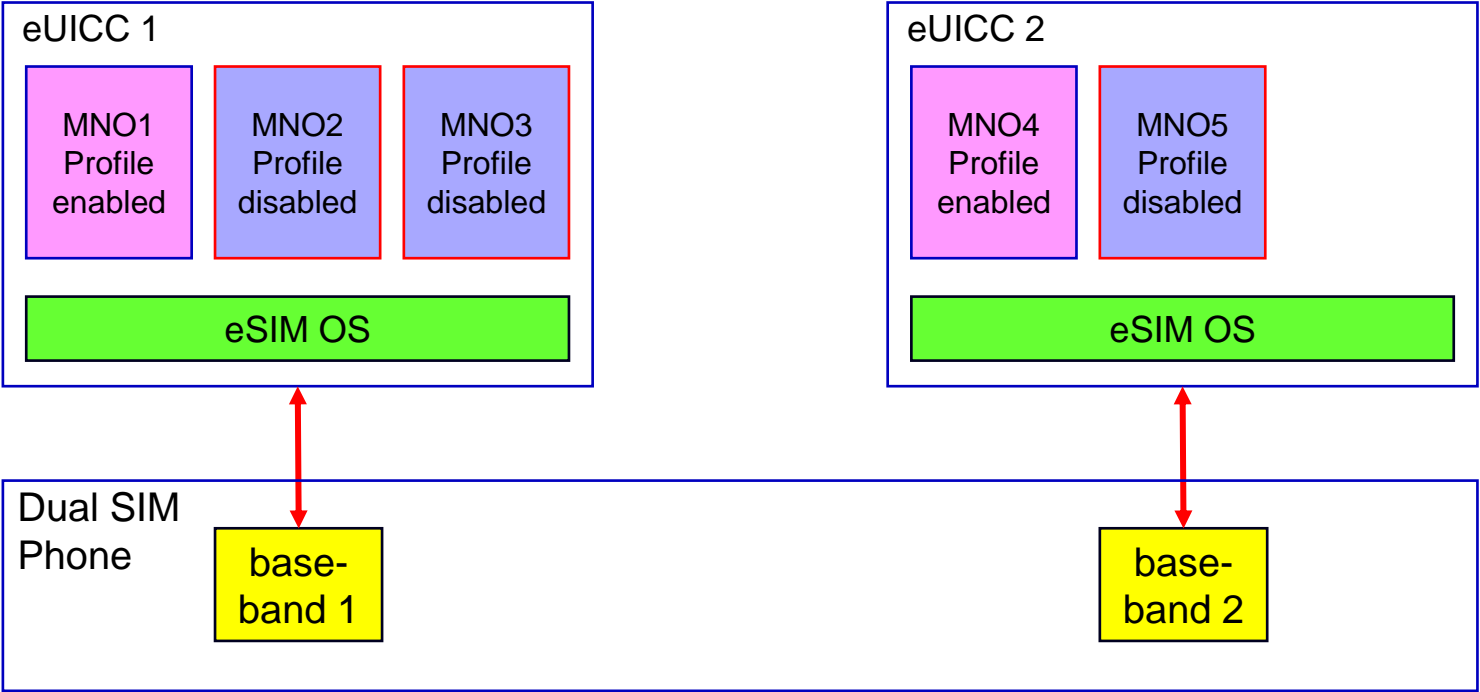 eUICC 1
MNO1
Profile
enabled
MNO2
Profile
disabled
MNO3
Profile
disabled
eSIM OS
eUICC 2
MNO4
Profile
enabled
MNO5
Profile
disabled
eSIM OS
Dual SIM
Phone
base-
band 1
base-
band 2